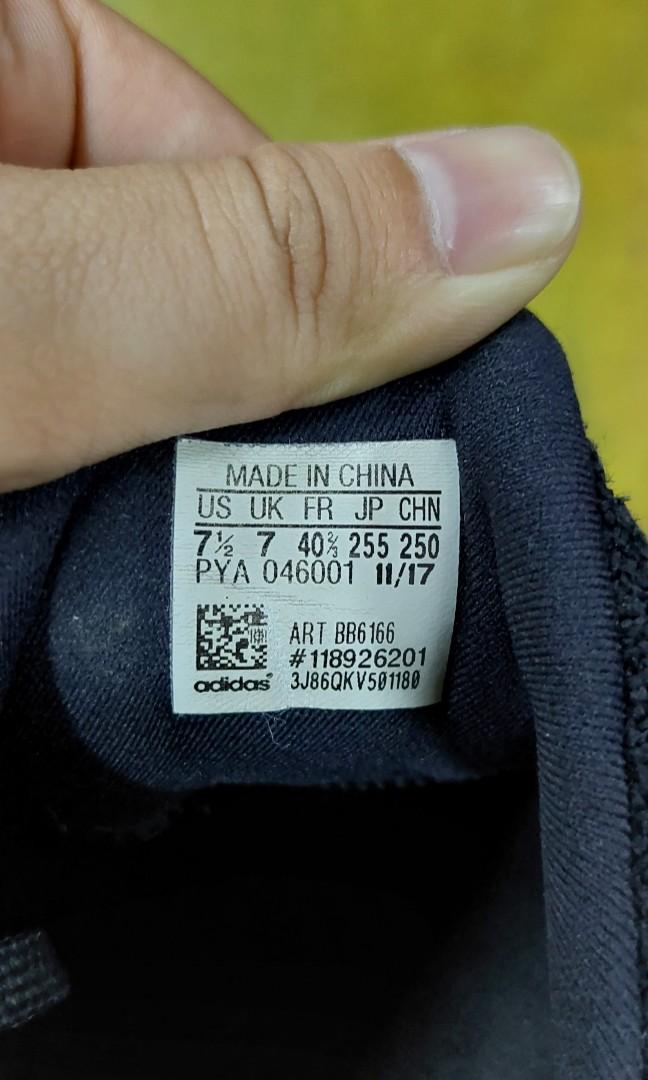 MADE IN CHINA
US UK FR JP CHN
7½ 7 40⅔ 255 250
PYA 046001 11/17
ART BB6166
#118926201
adidas 3J86QKV501180